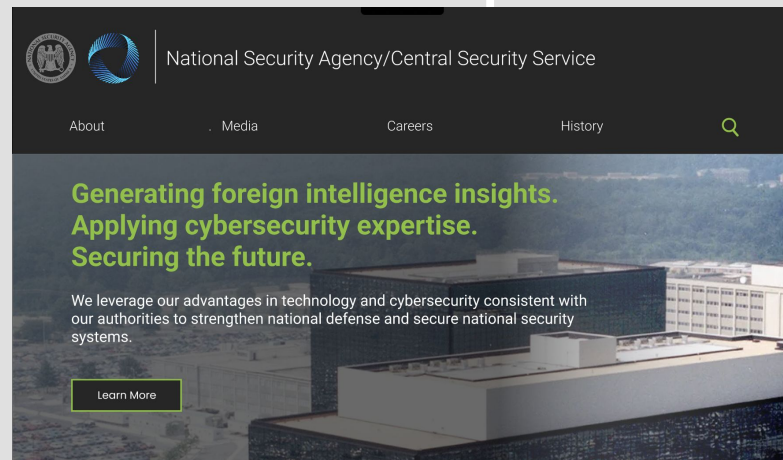 National Security Agency/Central Security Service
About
. Media
Careers
History
Generating foreign intelligence insights.
Applying cybersecurity expertise.
Securing the future.
We leverage our advantages in technology and cybersecurity consistent with
our authorities to strengthen national defense and secure national security
systems.
Learn More